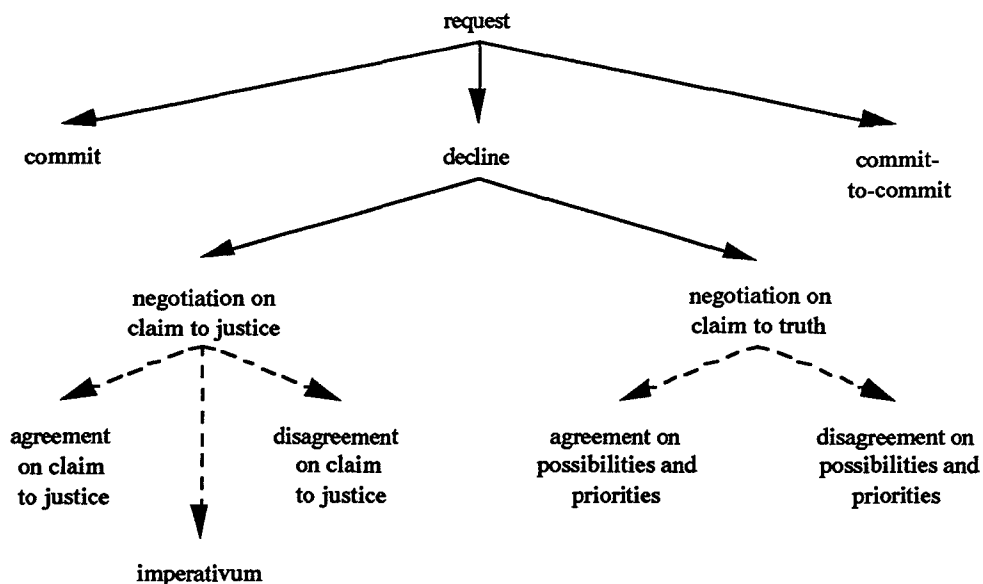 request
commit
decline
commit-
to-commit
negotiation on
claim to justice
negotiation on
claim to truth
agreement
on claim
to justice
disagreement
on claim
to justice
agreement on
possibilities and
priorities
disagreement on
possibilities and
priorities
imperativum